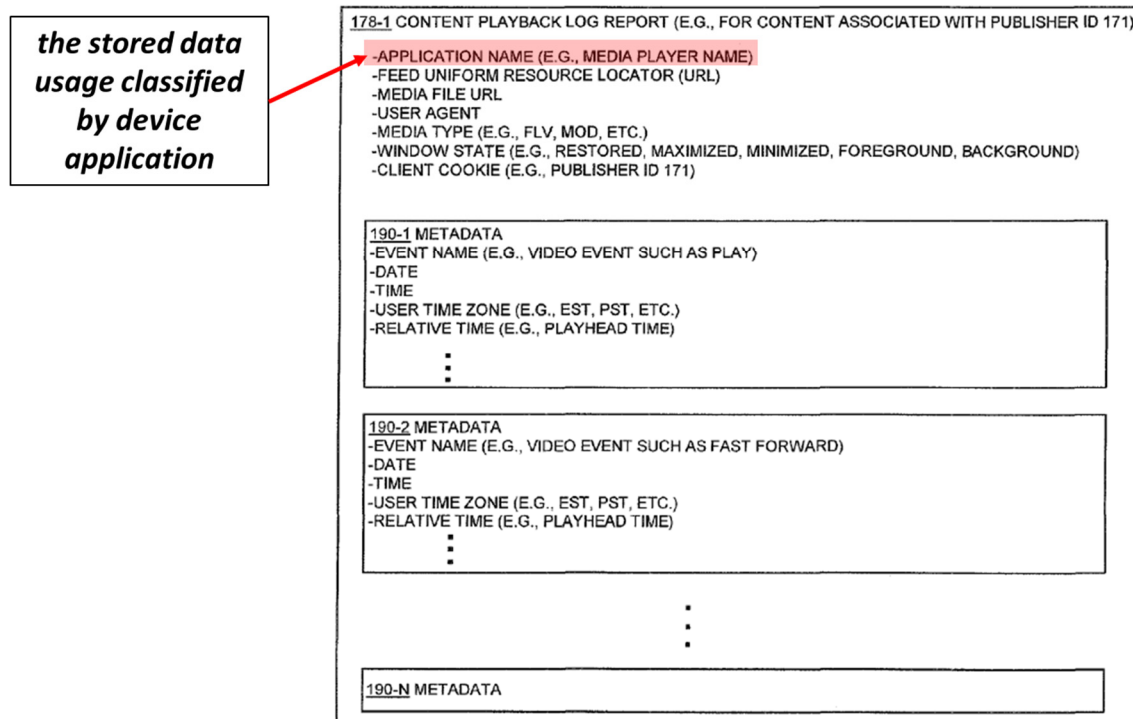 the stored data
usage classified
by device
application
178-1 CONTENT PLAYBACK LOG REPORT (E.G., FOR CONTENT ASSOCIATED WITH PUBLISHER ID 171)
-APPLICATION NAME (E.G., MEDIA PLAYER NAME)
-FEED UNIFORM RESOURCE LOCATOR (URL)
-MEDIA FILE URL
-USER AGENT
-MEDIA TYPE (E.G., FLV, MOD, ETC.)
-WINDOW STATE (E.G., RESTORED, MAXIMIZED, MINIMIZED, FOREGROUND, BACKGROUND)
-CLIENT COOKIE (E.G., PUBLISHER ID 171)
190-1 METADATA
-EVENT NAME (E.G., VIDEO EVENT SUCH AS PLAY)
-DATE
-TIME
-USER TIME ZONE (E.G., EST, PST, ETC.)
-RELATIVE TIME (E.G., PLAYHEAD TIME)
190-2 METADATA
-EVENT NAME (E.G., VIDEO EVENT SUCH AS FAST FORWARD)
-DATE
-TIME
-USER TIME ZONE (E.G., EST, PST, ETC.)
-RELATIVE TIME (E.G., PLAYHEAD TIME)
190-N METADATA